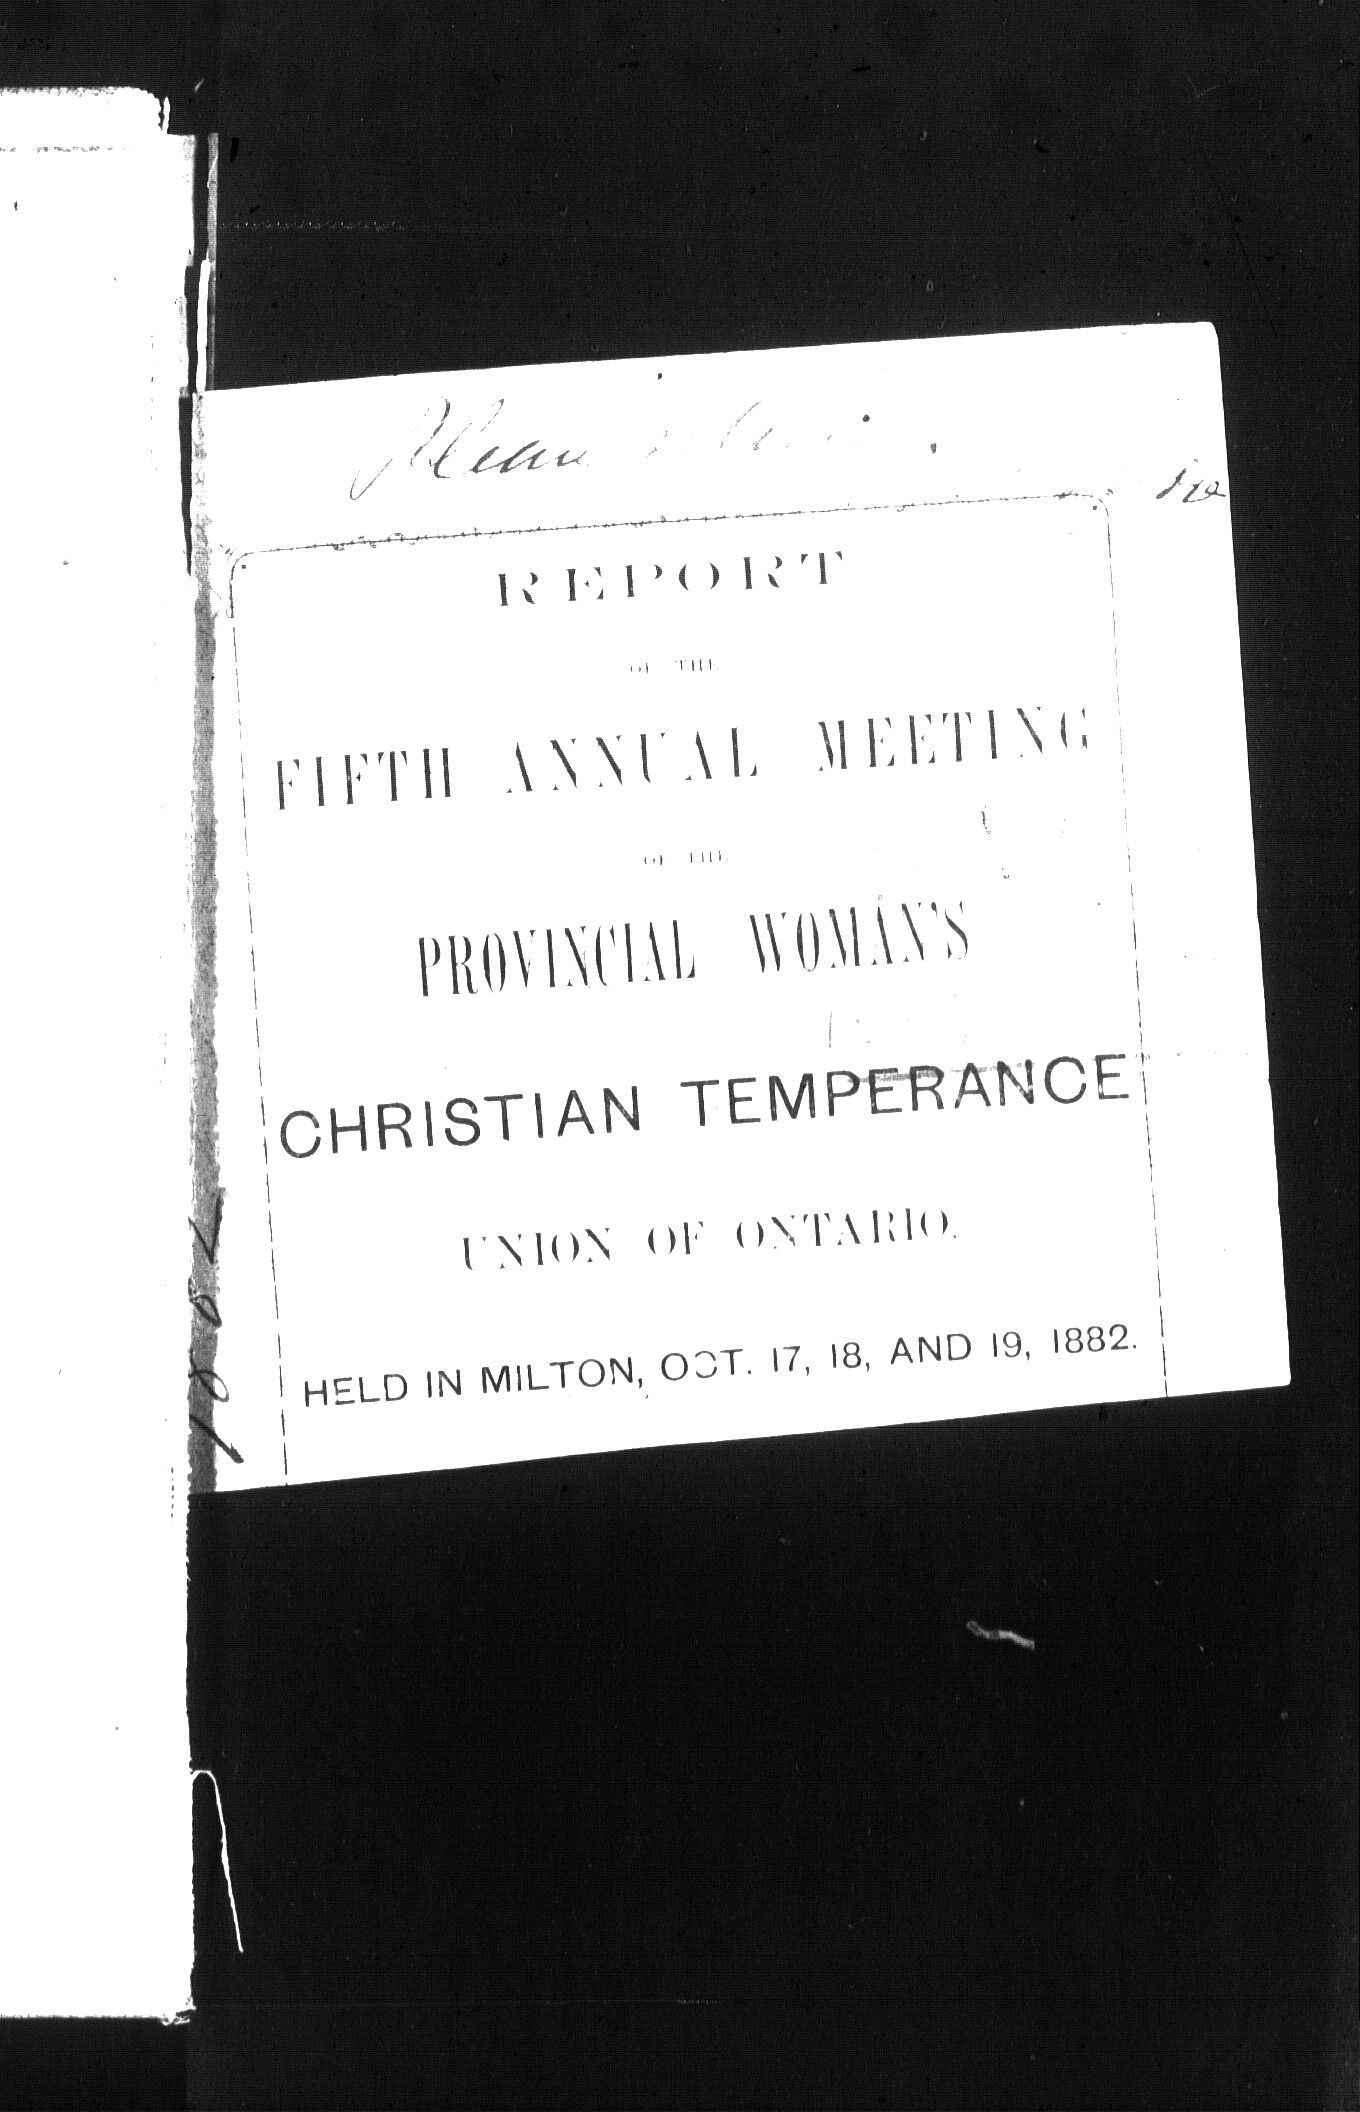 REPORT
OF THE
FIFTH ANNUAL MEETING
OF THE
PROVINCIAL WOMAN'S
CHRISTIAN TEMPERANCE
UNION OF ONTARIO.
HELD IN MILTON, OCT. 17, 18, AND 19, 1882.
1882